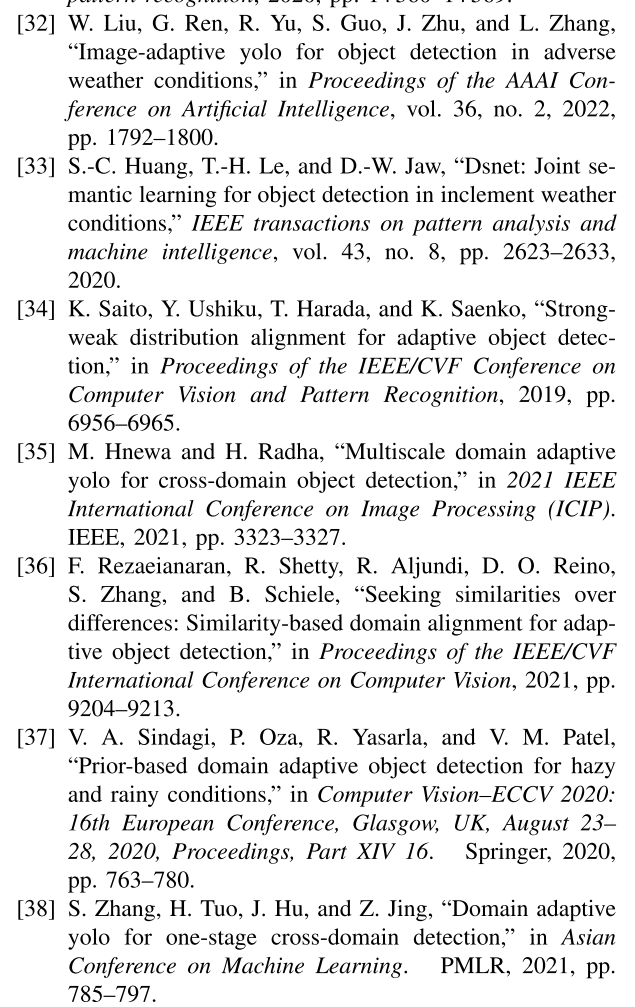 [32] W. Liu, G. Ren, R. Yu, S. Guo, J. Zhu, and L. Zhang,
“Image-adaptive yolo for object detection in adverse
weather conditions,” in Proceedings of the AAAI Con-
ference on Artificial Intelligence, vol. 36, no. 2, 2022,
pp. 1792–1800.
[33] S.-C. Huang, T.-H. Le, and D.-W. Jaw, “Dsnet: Joint se-
mantic learning for object detection in inclement weather
conditions,” IEEE transactions on pattern analysis and
machine intelligence, vol. 43, no. 8, pp. 2623–2633,
2020.
[34] K. Saito, Y. Ushiku, T. Harada, and K. Saenko, “Strong-
weak distribution alignment for adaptive object detec-
tion,” in Proceedings of the IEEE/CVF Conference on
Computer Vision and Pattern Recognition, 2019, pp.
6956–6965.
[35] M. Hnewa and H. Radha, “Multiscale domain adaptive
yolo for cross-domain object detection,” in 2021 IEEE
International Conference on Image Processing (ICIP).
IEEE, 2021, pp. 3323–3327.
[36] F. Rezaeianaran, R. Shetty, R. Aljundi, D. O. Reino,
S. Zhang, and B. Schiele, “Seeking similarities over
differences: Similarity-based domain alignment for adap-
tive object detection,” in Proceedings of the IEEE/CVF
International Conference on Computer Vision, 2021, pp.
9204–9213.
[37] V. A. Sindagi, P. Oza, R. Yasarla, and V. M. Patel,
“Prior-based domain adaptive object detection for hazy
and rainy conditions,” in Computer Vision–ECCV 2020:
16th European Conference, Glasgow, UK, August 23–
28, 2020, Proceedings, Part XIV 16. Springer, 2020,
pp. 763–780.
[38] S. Zhang, H. Tuo, J. Hu, and Z. Jing, “Domain adaptive
yolo for one-stage cross-domain detection,” in Asian
Conference on Machine Learning. PMLR, 2021, pp.
785–797.